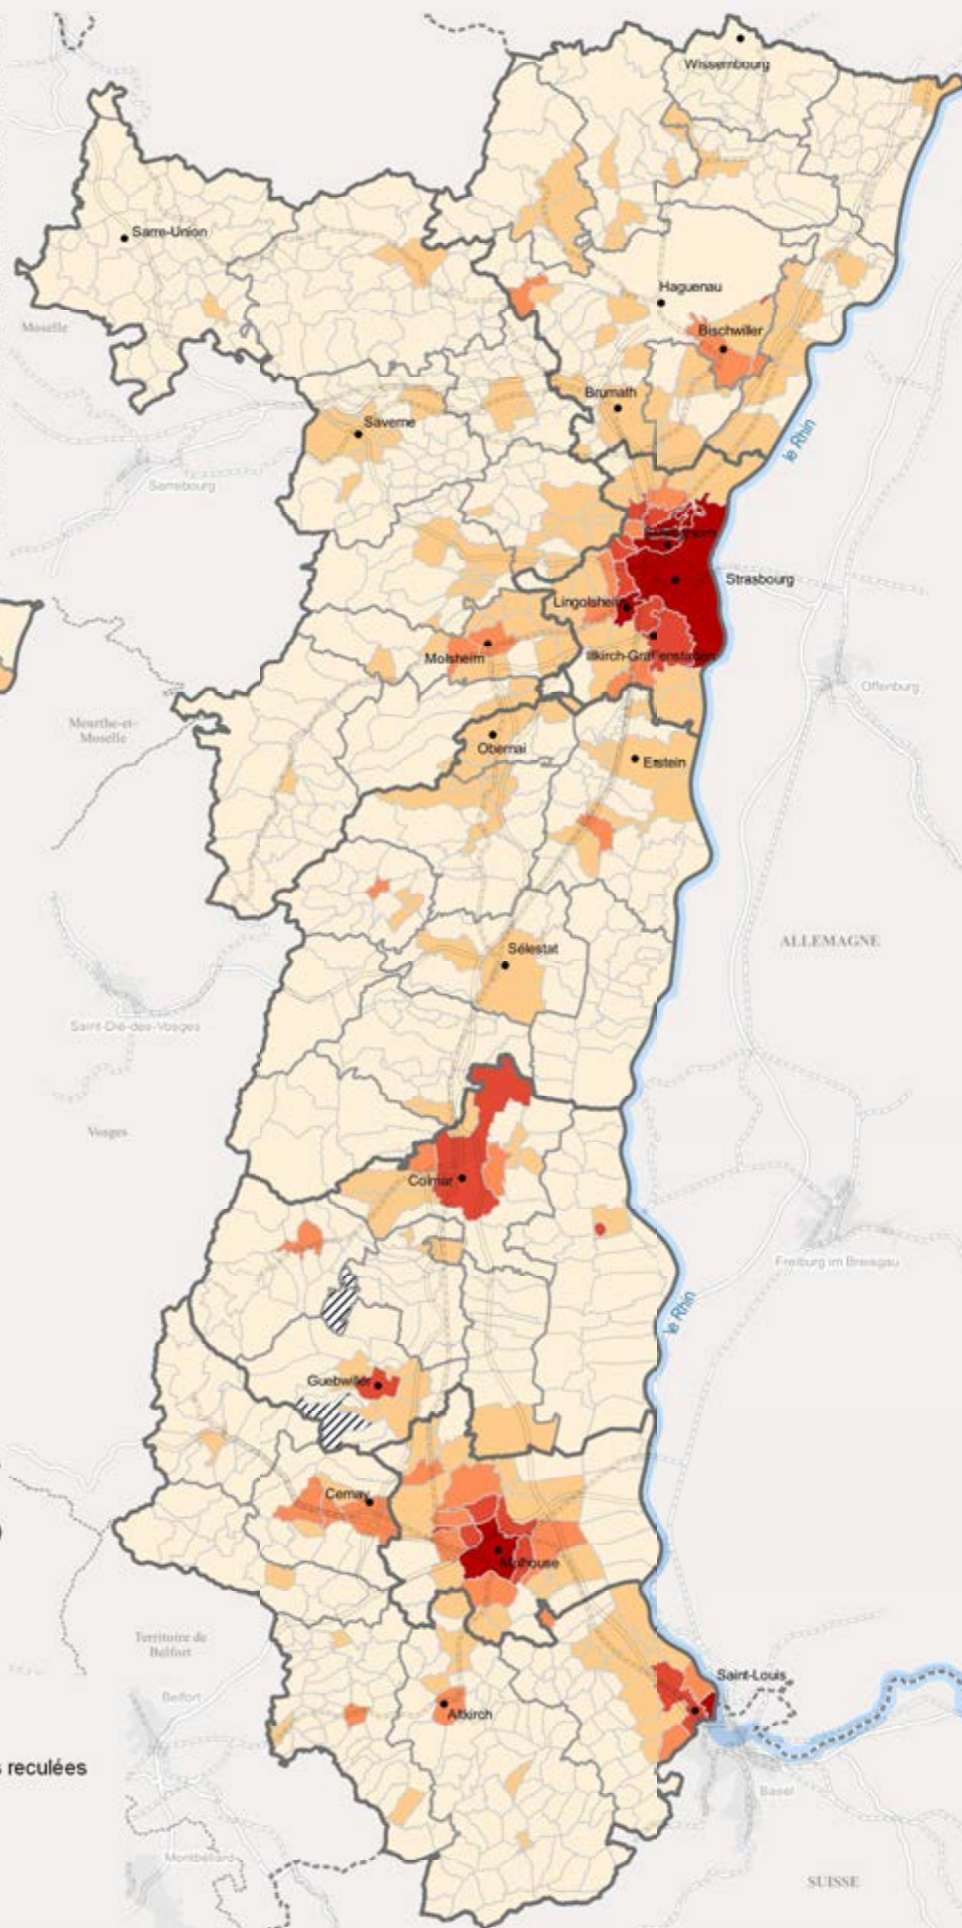 Wissembourg
Sarre-Union
Haguenau
Moselle
Bischwiller
Brumath
Saverne
le Rhin
Sarrebourg
Strasbourg
Lingolsheim
Illkirch-Graffenstaden
Molsheim
Offenburg
Meurthe-et-
Moselle
Obernai
Erstein
ALLEMAGNE
Sélestat
Saint-Dié-des-Vosges
Vosges
Colmar
Freiburg im Breisgau
le Rhin
Guebwiller
Cernay
Mulhouse
Territoire de
Belfort
Saint-Louis
Belfort
Altkirch
s reculées
Basel
Montbéliard
SUISSE